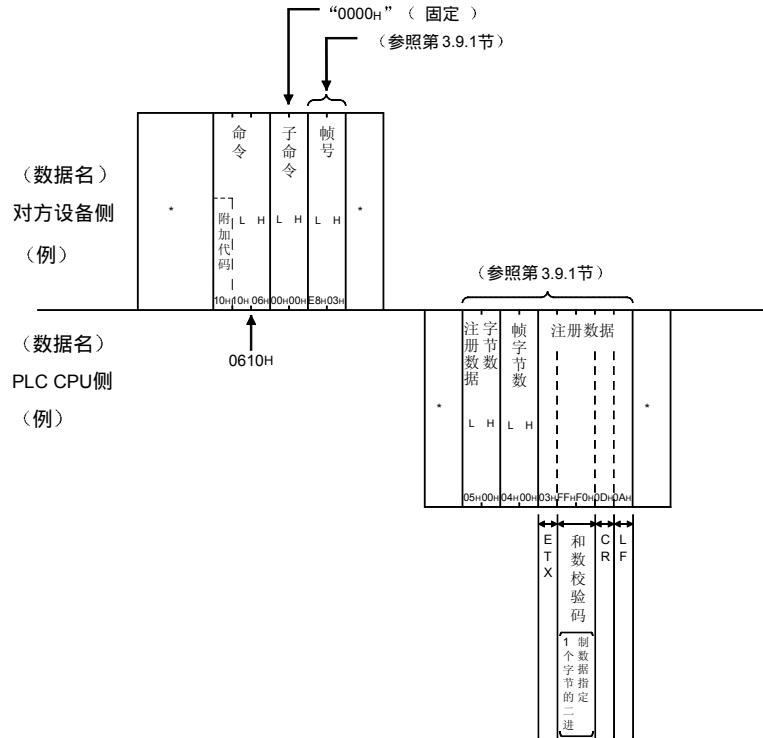 “0000H”（ 固定 ）
（参照第3.9.1节）
命令
子命令
帧号
（数据名）
对方设备侧
（例）
*
附加代码
L H
L H
L H
*
10H 10H 06H 00H 00H E8H 03H
0610H
（参照第3.9.1节）
（数据名）
PLC CPU侧
（例）
注册数据
字节数
帧字节数
注册数据
*
L H
L H
*
05H 00H 04H 00H 03H FFH F0H 0DH 0AH
ETX
和数校验码
CR
LF
1个字节的二进
制数据指定